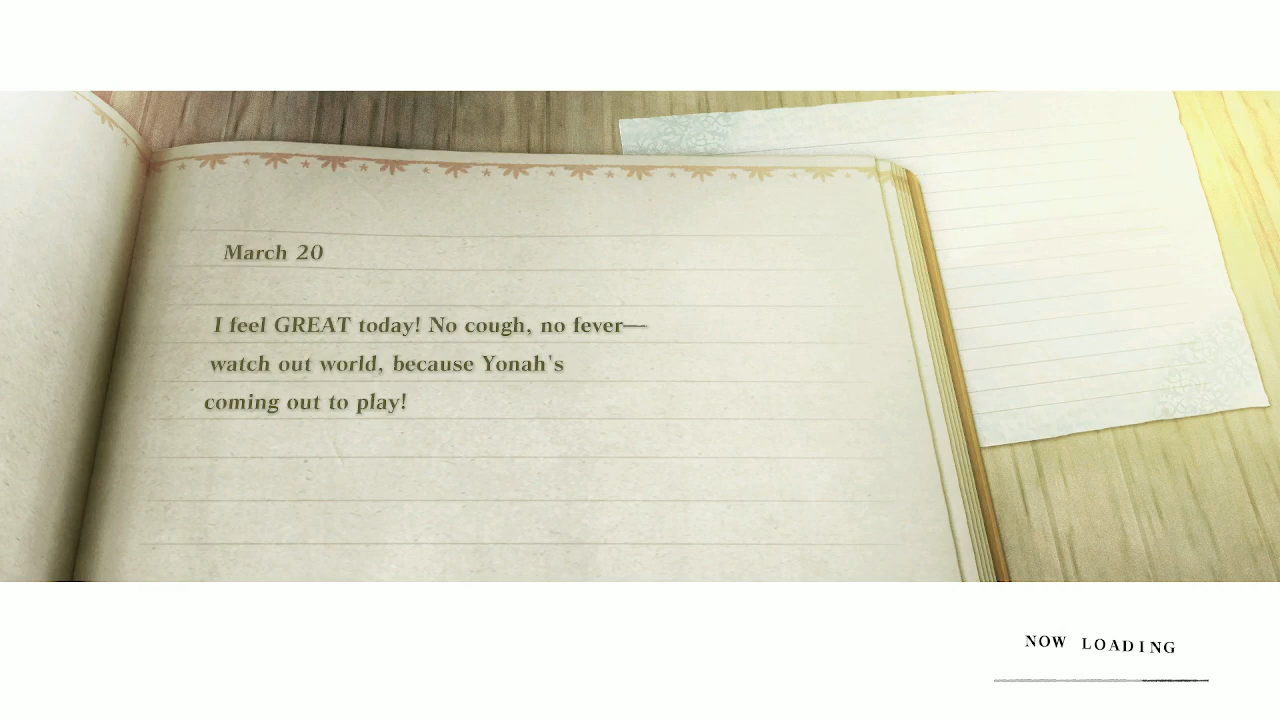 March 20
I feel GREAT today! No cough, no fever—
watch out world, because Yonah's
coming out to play!
NOW LOADING